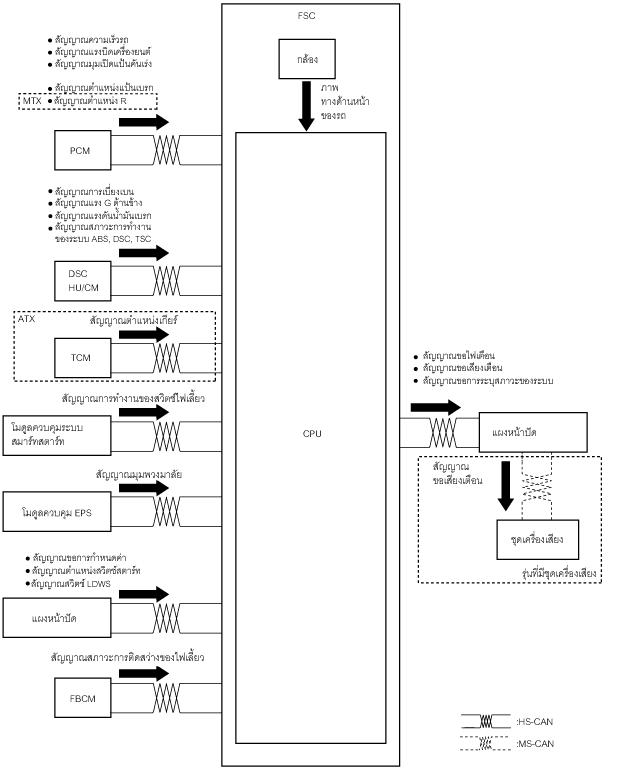 FSC
กล้อง
ภาพ
ทางด้านหน้า
ของรถ
● สัญญาณความเร็วรถ
● สัญญาณแรงบิดเครื่องยนต์
● สัญญาณมุมเปิดแป้นคันเร่ง
● สัญญาณตำแหน่งแป้นเบรก
MTX ● สัญญาณตำแหน่ง R
PCM
● สัญญาณการเบี่ยงเบน
● สัญญาณแรง G ด้านข้าง
● สัญญาณแรงดันน้ำมันเบรก
● สัญญาณสภาวะการทำงาน
ของระบบ ABS, DSC, TSC
DSC
HU/CM
ATX
สัญญาณตำแหน่งเกียร์
TCM
สัญญาณการทำงานของสวิตช์ไฟเลี้ยว
โมดูลควบคุมระบบ
สมาร์ทสตาร์ท
สัญญาณมุมพวงมาลัย
โมดูลควบคุม EPS
● สัญญาณขอการกำหนดค่า
● สัญญาณตำแหน่งสวิตช์สตาร์ท
● สัญญาณสวิตช์ LDWS
แผงหน้าปัด
สัญญาณสภาวะการติดสว่างของไฟเลี้ยว
FBCM
CPU
● สัญญาณขอไฟเตือน
● สัญญาณขอเสียงเตือน
● สัญญาณขอการระบุสภาวะของระบบ
แผงหน้าปัด
สัญญาณ
ขอเสียงเตือน
ชุดเครื่องเสียง
รุ่นที่มีชุดเครื่องเสียง
:HS-CAN
:MS-CAN